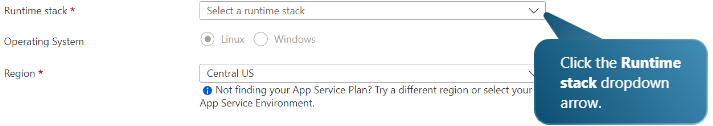 Runtime stack *
Select a runtime stack
Operating System
Linux
Windows
Region *
Central US
Not finding your App Service Plan? Try a different region or select your
App Service Environment.
Click the Runtime
stack dropdown
arrow.